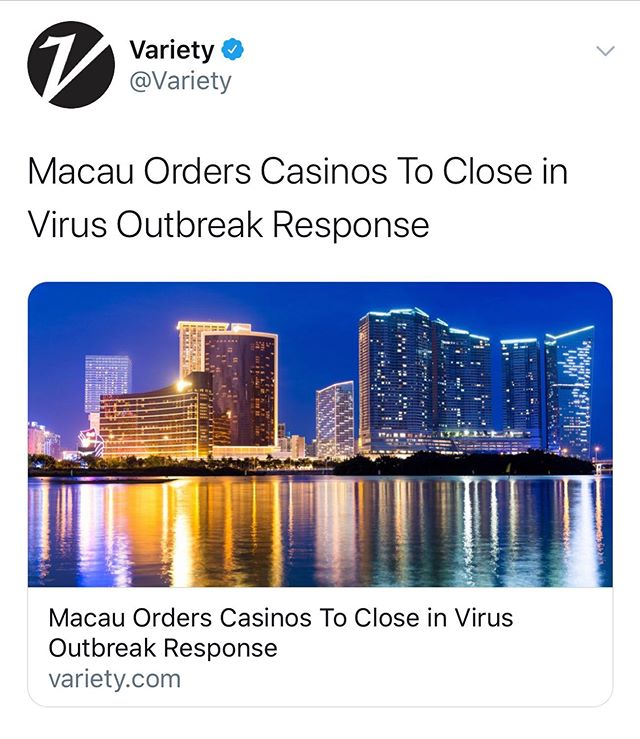 Variety
@Variety
Macau Orders Casinos To Close in
Virus Outbreak Response
Macau Orders Casinos To Close in Virus
Outbreak Response
variety.com